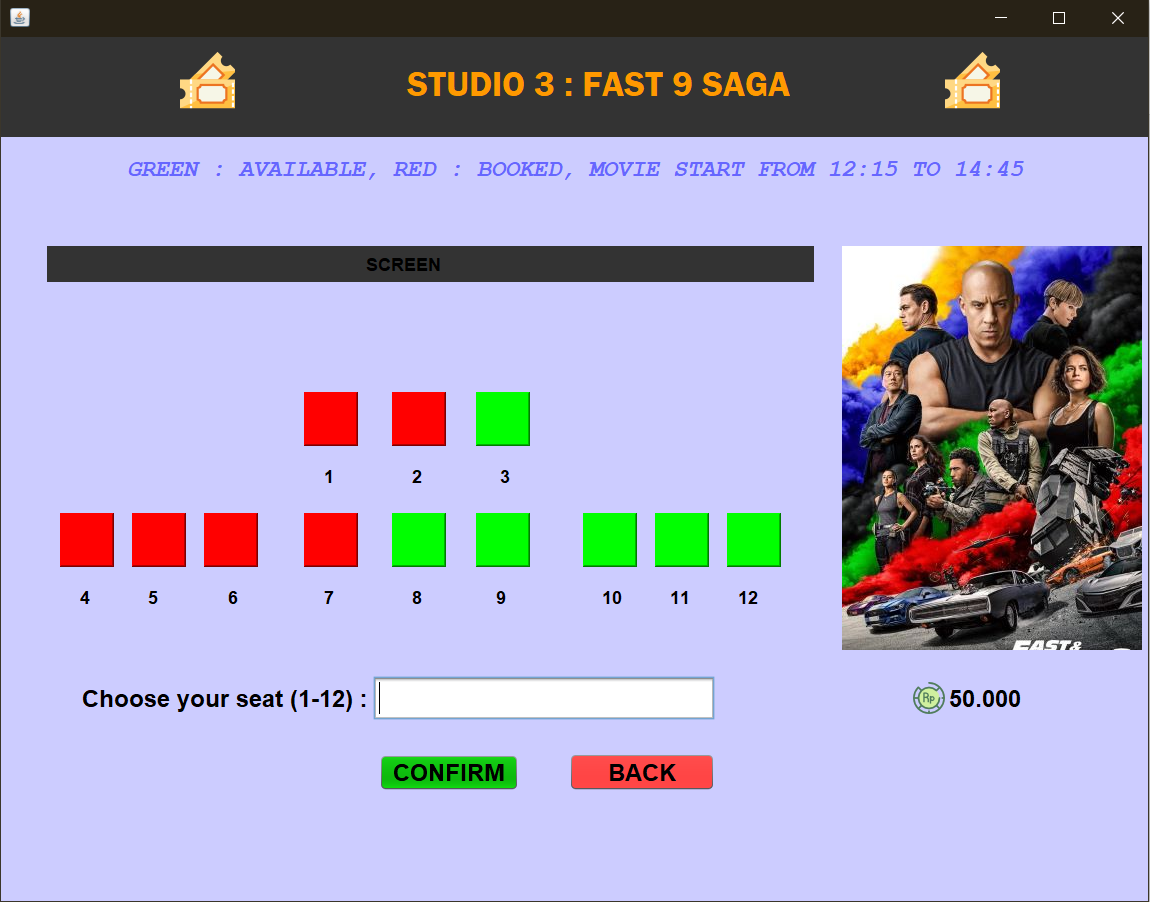 STUDIO 3 : FAST 9 SAGA
GREEN : AVAILABLE, RED : BOOKED, MOVIE START FROM 12:15 TO 14:45
SCREEN
1 2 3
4 5 6 7 8 9 10 11 12
FAST&
Choose your seat (1-12) :
Rp 50.000
CONFIRM BACK